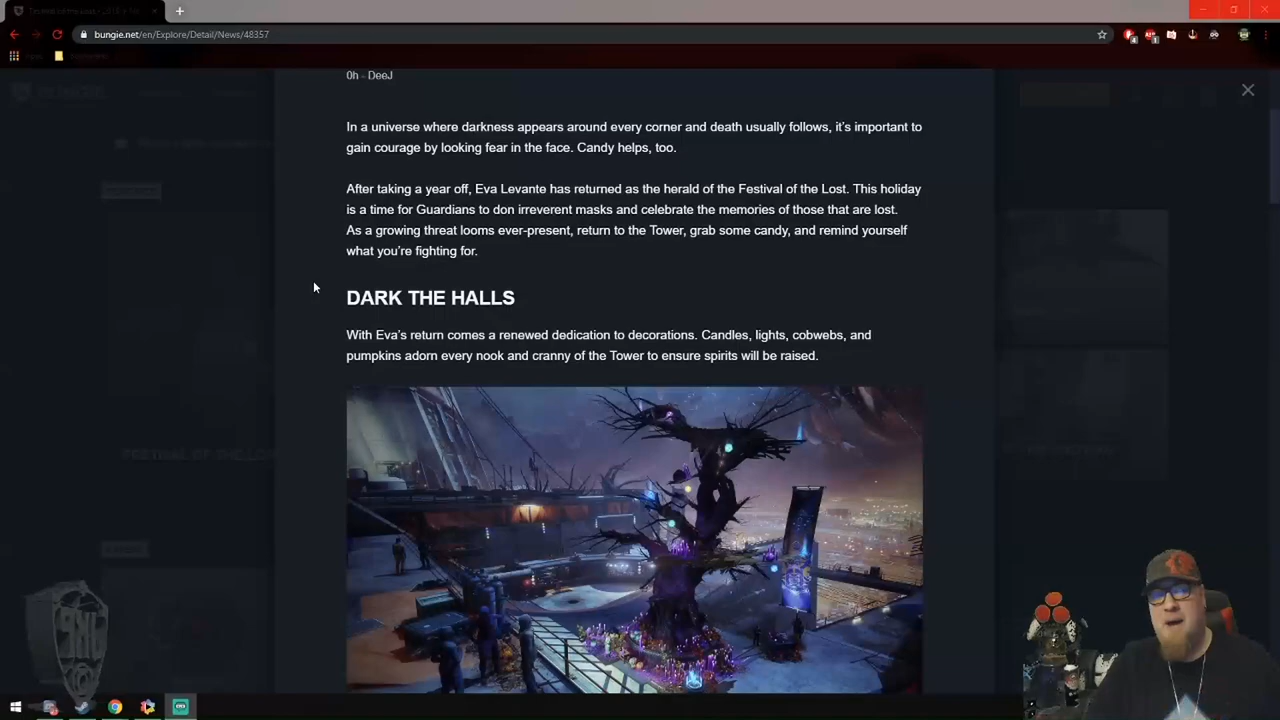 bungie.net/en/Explore/Detail/News/48357
0h - DeeJ
In a universe where darkness appears around every corner and death usually follows, it's important to
gain courage by looking fear in the face. Candy helps, too.
After taking a year off, Eva Levante has returned as the herald of the Festival of the Lost. This holiday
is a time for Guardians to don irreverent masks and celebrate the memories of those that are lost.
As a growing threat looms ever-present, return to the Tower, grab some candy, and remind yourself
what you're fighting for.
DARK THE HALLS
With Eva's return comes a renewed dedication to decorations. Candles, lights, cobwebs, and
pumpkins adorn every nook and cranny of the Tower to ensure spirits will be raised.